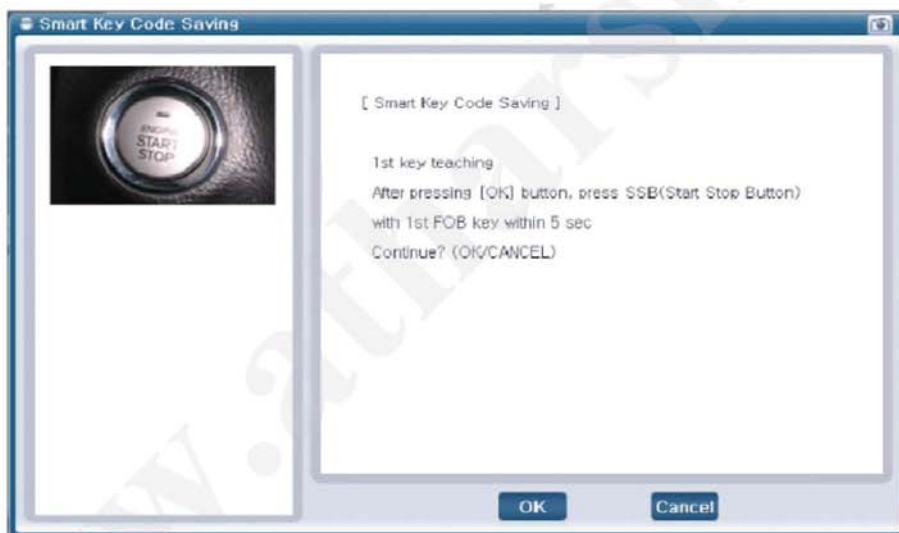 Smart Key Code Saving
ENGINE
START
STOP
[ Smart Key Code Saving ]
1st key teaching
After pressing [OK] button, press SSB(Start Stop Button)
with 1st FOB key within 5 sec
Continue? (OK/CANCEL)
OK
Cancel